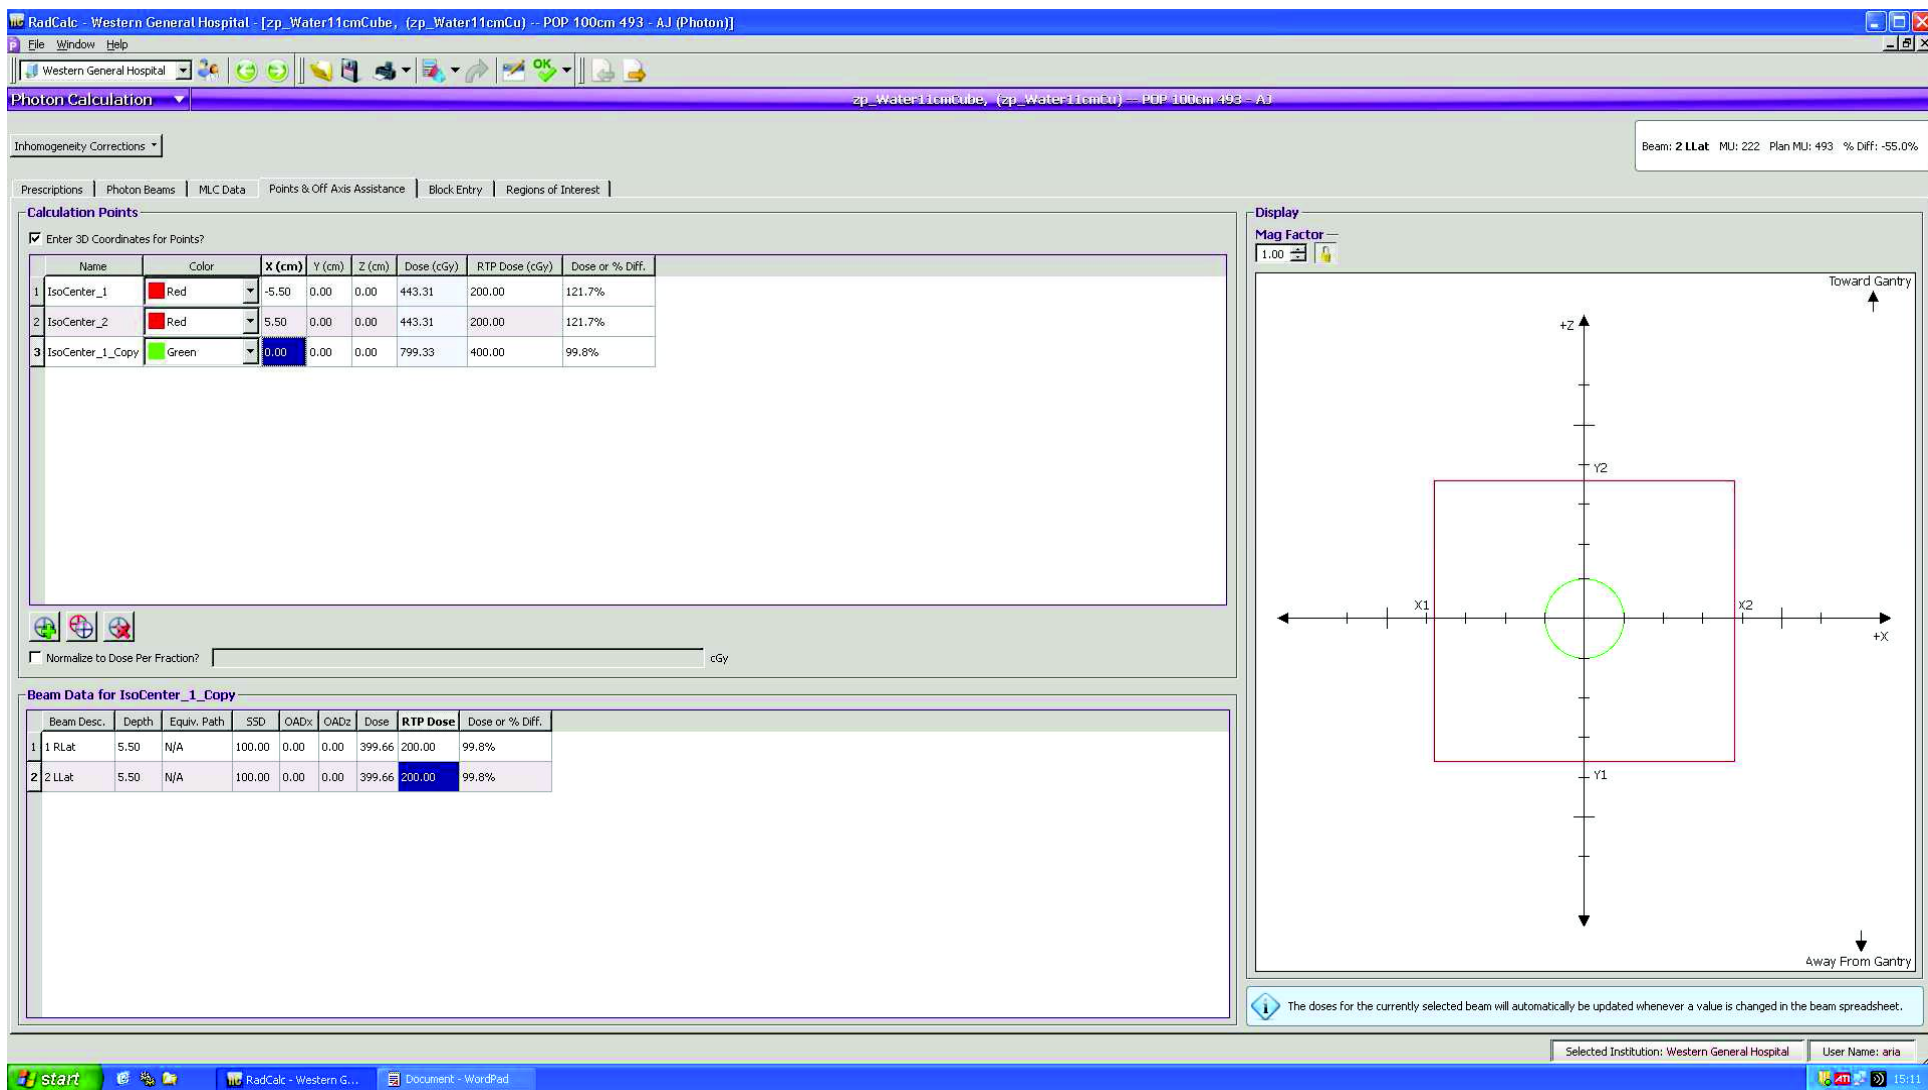 RadCalc - Western General Hospital - [zp_Water11cmCube, (zp_Water11cmCu) -- POP 100cm 493 - AJ (Photon)]
File Window Help
Western General Hospital
OK
Photon Calculation
zp_Water11cmCube, (zp_Water11cmCu) -- POP 100cm 493 - AJ
Inhomogeneity Corrections
Beam: 2 LLat MU: 222 Plan MU: 493 % Diff: -55.0%
Prescriptions Photon Beams MLC Data Points & Off Axis Assistance Block Entry Regions of Interest
Calculation Points
Enter 3D Coordinates for Points?
Name Color X (cm) Y (cm) Z (cm) Dose (cGy) RTP Dose (cGy) Dose or % Diff.
1 IsoCenter_1 Red -5.50 0.00 0.00 443.31 200.00 121.7%
2 IsoCenter_2 Red 5.50 0.00 0.00 443.31 200.00 121.7%
3 IsoCenter_1_Copy Green 0.00 0.00 0.00 799.33 400.00 99.8%
Normalize to Dose Per Fraction? cGy
Beam Data for IsoCenter_1_Copy
Beam Desc. Depth Equiv. Path SSD OADx OADz Dose RTP Dose Dose or % Diff.
1 1 RLat 5.50 N/A 100.00 0.00 0.00 399.66 200.00 99.8%
2 2 LLat 5.50 N/A 100.00 0.00 0.00 399.66 200.00 99.8%
Display
Mag Factor
1.00
Toward Gantry
+Z
Y2
X1
X2
+X
Y1
Away From Gantry
The doses for the currently selected beam will automatically be updated whenever a value is changed in the beam spreadsheet.
Selected Institution: Western General Hospital User Name: aria
start RadCalc - Western G... Document - WordPad ATI 15:11